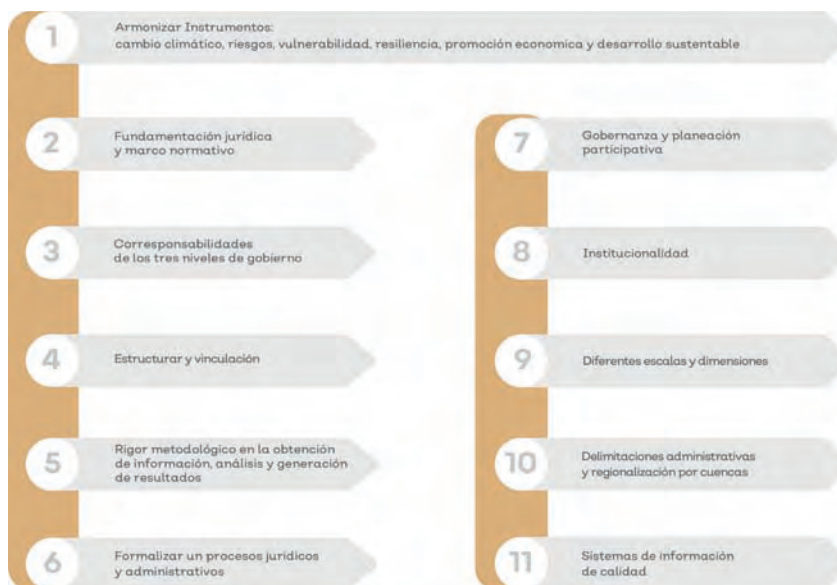 1
Armonizar Instrumentos:
cambio climático, riesgos, vulnerabilidad, resiliencia, promoción economica y desarrollo sustentable
2
Fundamentación jurídica
y marco normativo
3
Corresponsabilidades
de los tres niveles de gobierno
4
Estructurar y vinculación
5
Rigor metodológico en la obtención
de información, análisis y generación
de resultados
6
Formalizar un procesos jurídicos
y administrativos
7
Gobernanza y planeación
participativa
8
Institucionalidad
9
Diferentes escalas y dimensiones
10
Delimitaciones administrativas
y regionalización por cuencas
11
Sistemas de información
de calidad